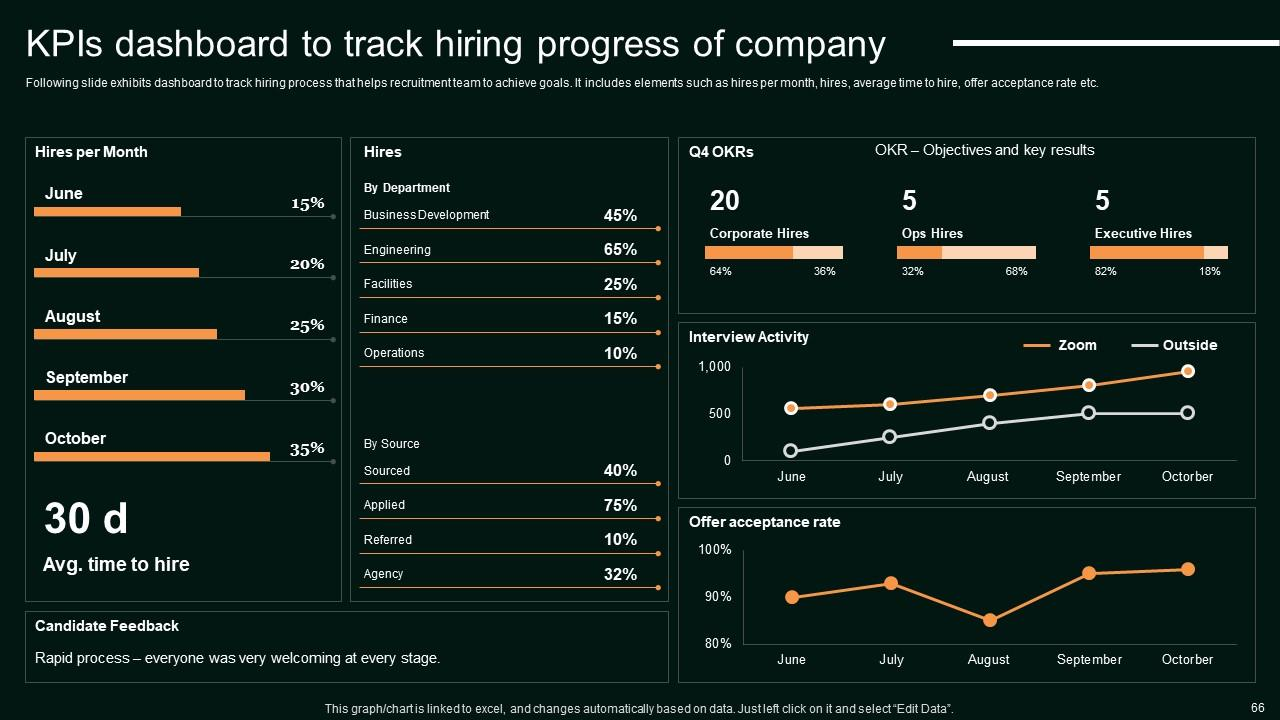 KPIs dashboard to track hiring progress of company
Following slide exhibits dashboard to track hiring process that helps recruitment team to achieve goals. It includes elements such as hires per month, hires, average time to hire, offer acceptance rate etc.
Hires per Month
June
15%
July
20%
August
25%
September
30%
October
35%
30 d
Avg. time to hire
Hires
By Department
Business Development 45%
Engineering 65%
Facilities 25%
Finance 15%
Operations 10%
By Source
Sourced 40%
Applied 75%
Referred 10%
Agency 32%
Candidate Feedback
Rapid process – everyone was very welcoming at every stage.
Q4 OKRs OKR – Objectives and key results
20 5 5
Corporate Hires Ops Hires Executive Hires
64% 36% 32% 68% 82% 18%
Interview Activity
Zoom Outside
1,000
500
0
June July August September Octorber
Offer acceptance rate
100%
90%
80%
June July August September Octorber
This graph/chart is linked to excel, and changes automatically based on data. Just left click on it and select “Edit Data”.
66